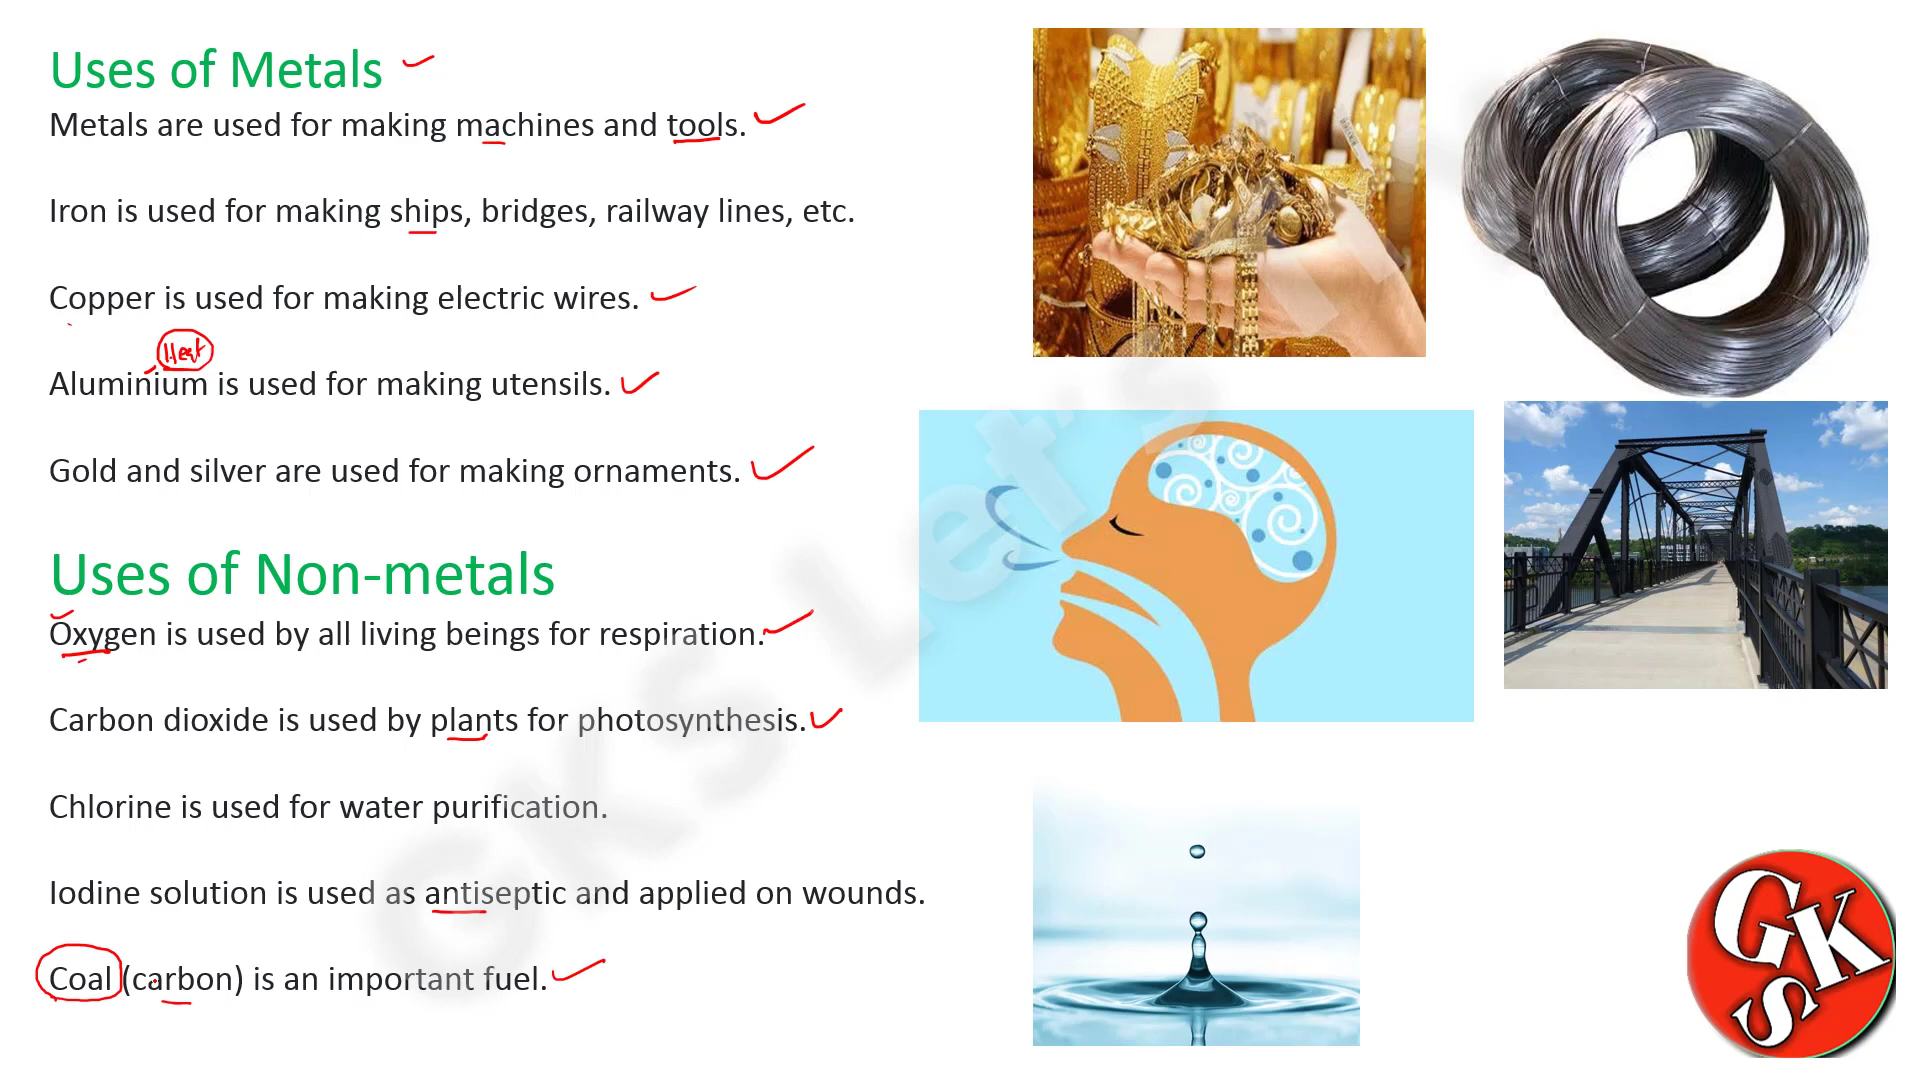 Uses of Metals
Metals are used for making machines and tools.
Iron is used for making ships, bridges, railway lines, etc.
Copper is used for making electric wires.
Heat
Aluminium is used for making utensils.
Gold and silver are used for making ornaments.
Uses of Non-metals
Oxygen is used by all living beings for respiration.
Carbon dioxide is used by plants for photosynthesis.
Chlorine is used for water purification.
Iodine solution is used as antiseptic and applied on wounds.
Coal (carbon) is an important fuel.
GKS Let's
GKS